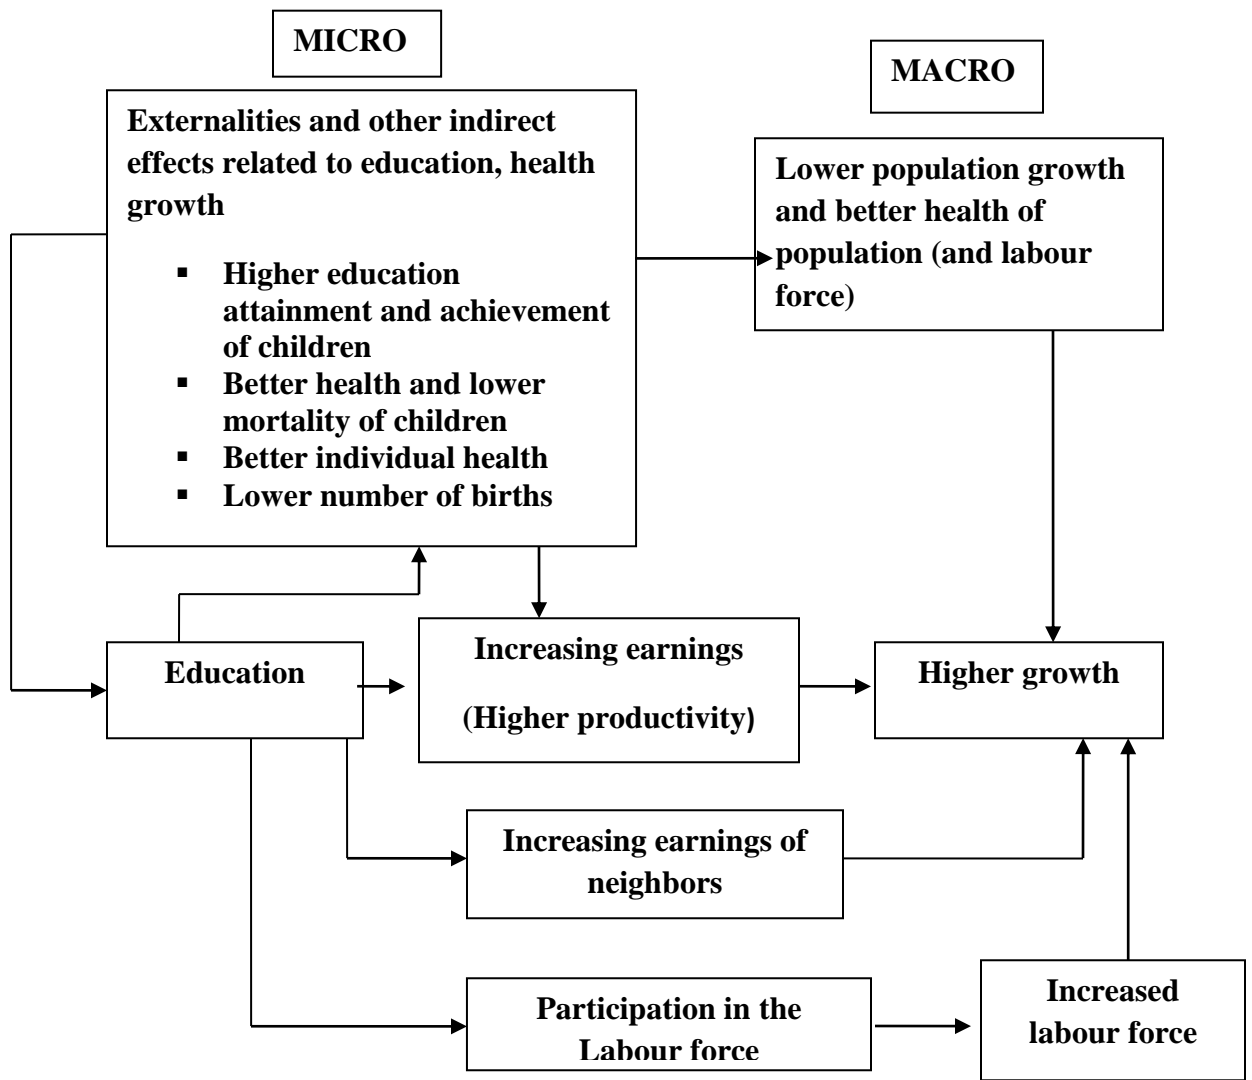 MICRO
MACRO
Externalities and other indirect
effects related to education, health
growth
▪ Higher education
attainment and achievement
of children
▪ Better health and lower
mortality of children
▪ Better individual health
▪ Lower number of births
Lower population growth
and better health of
population (and labour
force)
Education
Increasing earnings
(Higher productivity)
Higher growth
Increasing earnings of
neighbors
Participation in the
Labour force
Increased
labour force